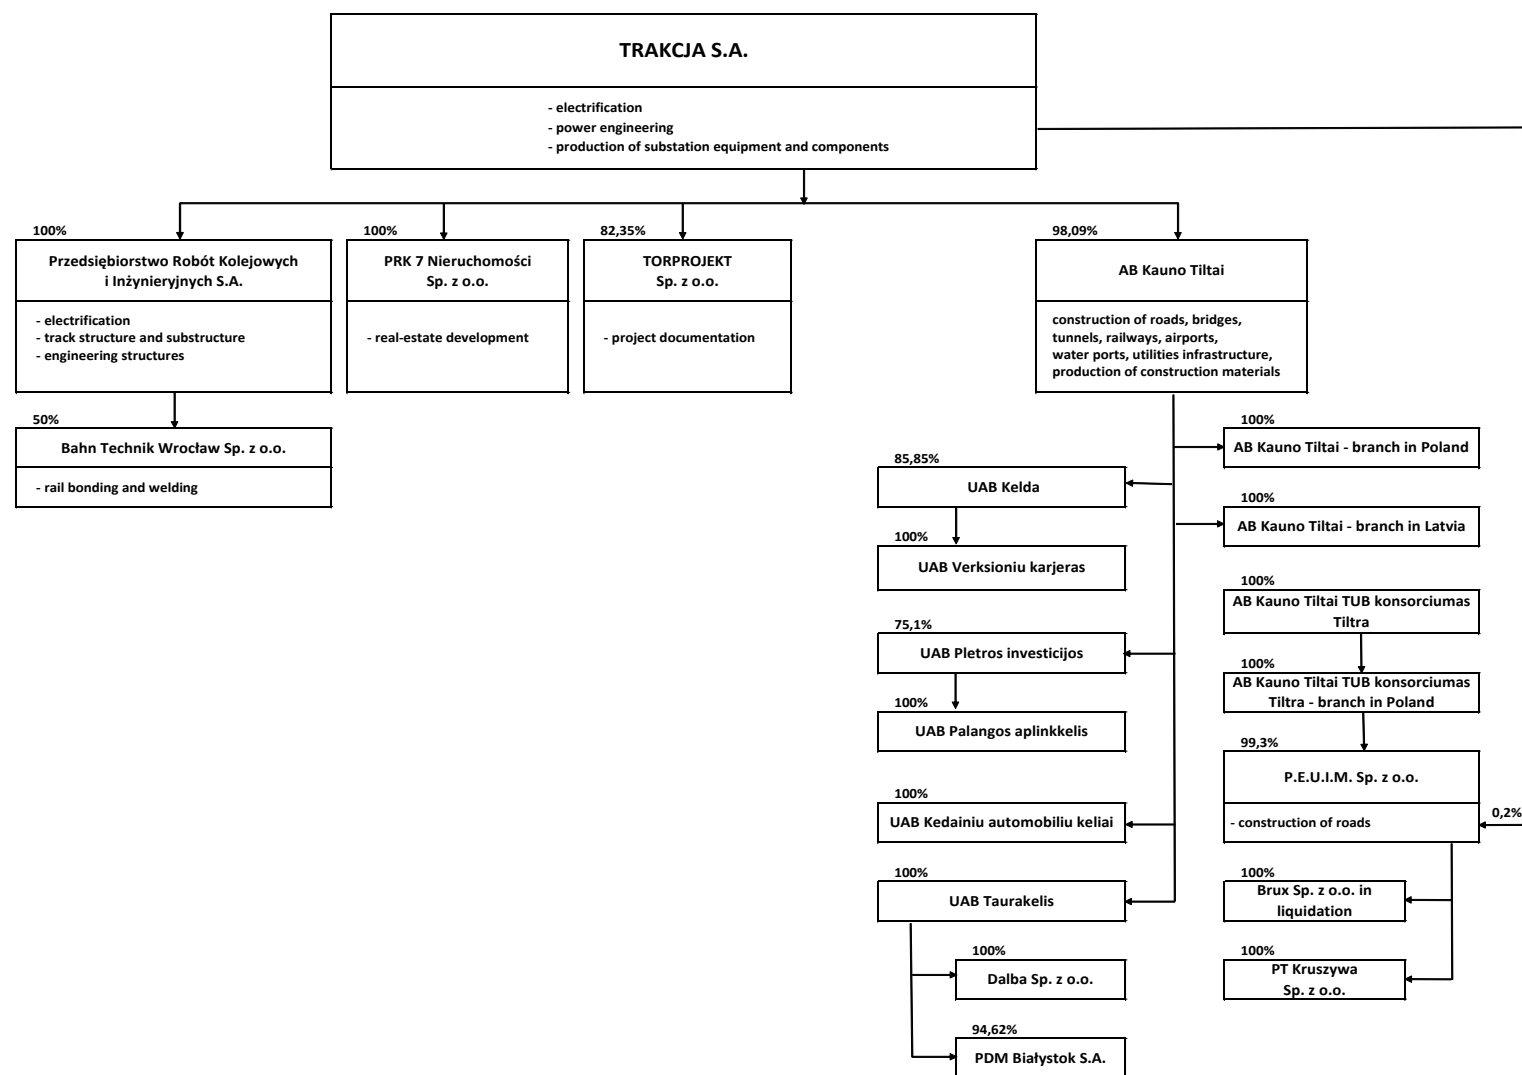 TRAKCJA S.A.
- electrification
- power engineering
- production of substation equipment and components
100%
Przedsiębiorstwo Robót Kolejowych
i Inżynieryjnych S.A.
- electrification
- track structure and substructure
- engineering structures
100%
PRK 7 Nieruchomości
Sp. z o.o.
- real-estate development
82,35%
TORPROJEKT
Sp. z o.o.
- project documentation
98,09%
AB Kauno Tiltai
construction of roads, bridges,
tunnels, railways, airports,
water ports, utilities infrastructure,
production of construction materials
50%
Bahn Technik Wrocław Sp. z o.o.
- rail bonding and welding
85,85%
UAB Kelda
100%
UAB Verksioniu karjeras
75,1%
UAB Pletros investicijos
100%
UAB Palangos aplinkkelis
100%
UAB Kedainiu automobiliu keliai
100%
UAB Taurakelis
100%
Dalba Sp. z o.o.
94,62%
PDM Białystok S.A.
100%
AB Kauno Tiltai - branch in Poland
100%
AB Kauno Tiltai - branch in Latvia
100%
AB Kauno Tiltai TUB konsorciumas
Tiltra
100%
AB Kauno Tiltai TUB konsorciumas
Tiltra - branch in Poland
99,3%
P.E.U.I.M. Sp. z o.o.
- construction of roads
0,2%
100%
Brux Sp. z o.o. in
liquidation
100%
PT Kruszywa
Sp. z o.o.